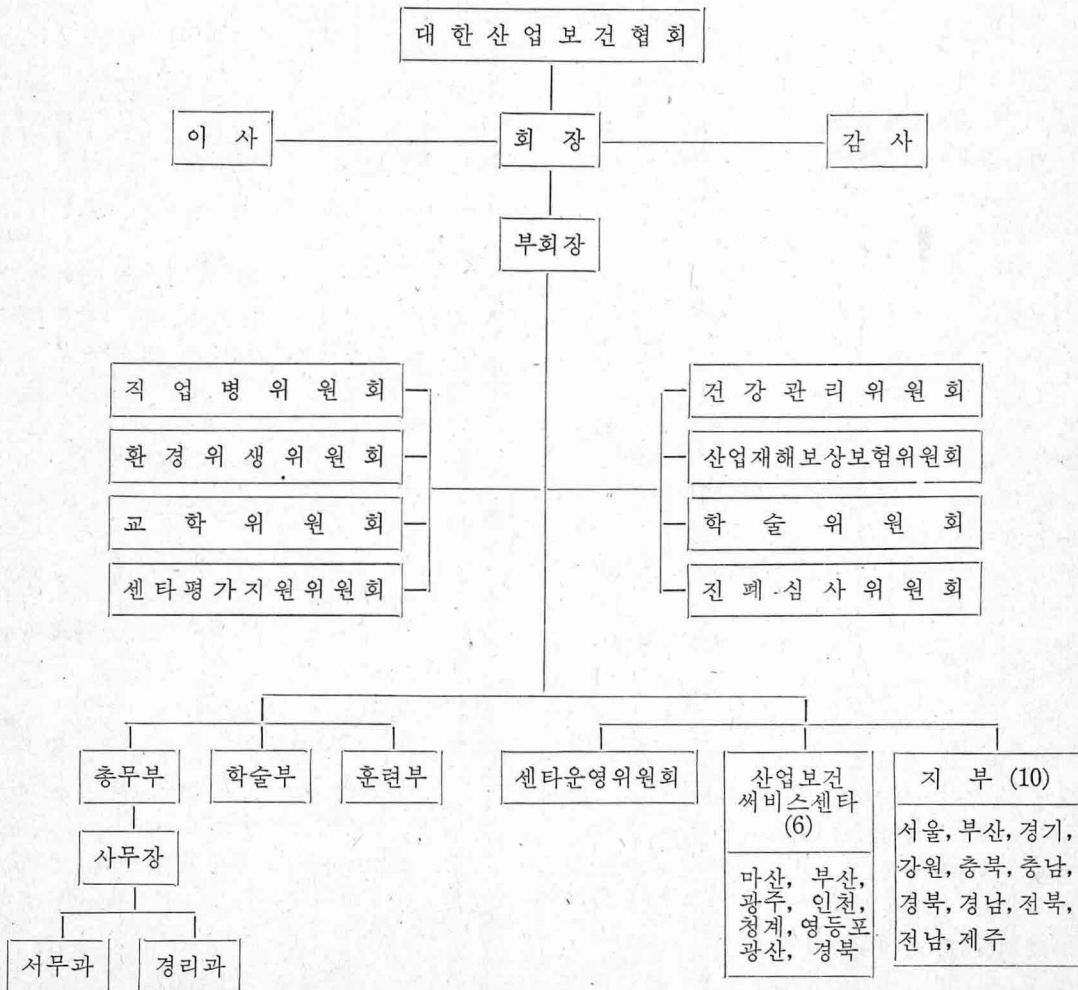 대한산업보건협회
이 사
회 장
감 사
부회장
직업병위원회
건강관리위원회
환경위생위원회
산업재해보상보험위원회
교 학 위 원 회
학 술 위 원 회
센타평가지원위원회
진폐심사위원회
총무부
학술부
훈련부
센타운영위원회
산업보건
써비스센타
(6)
지 부 (10)
사무장
마산, 부산,
광주, 인천,
청계, 영등포
광산, 경북
서울, 부산, 경기,
강원, 충북, 충남,
경북, 경남, 전북,
전남, 제주
서무과
경리과